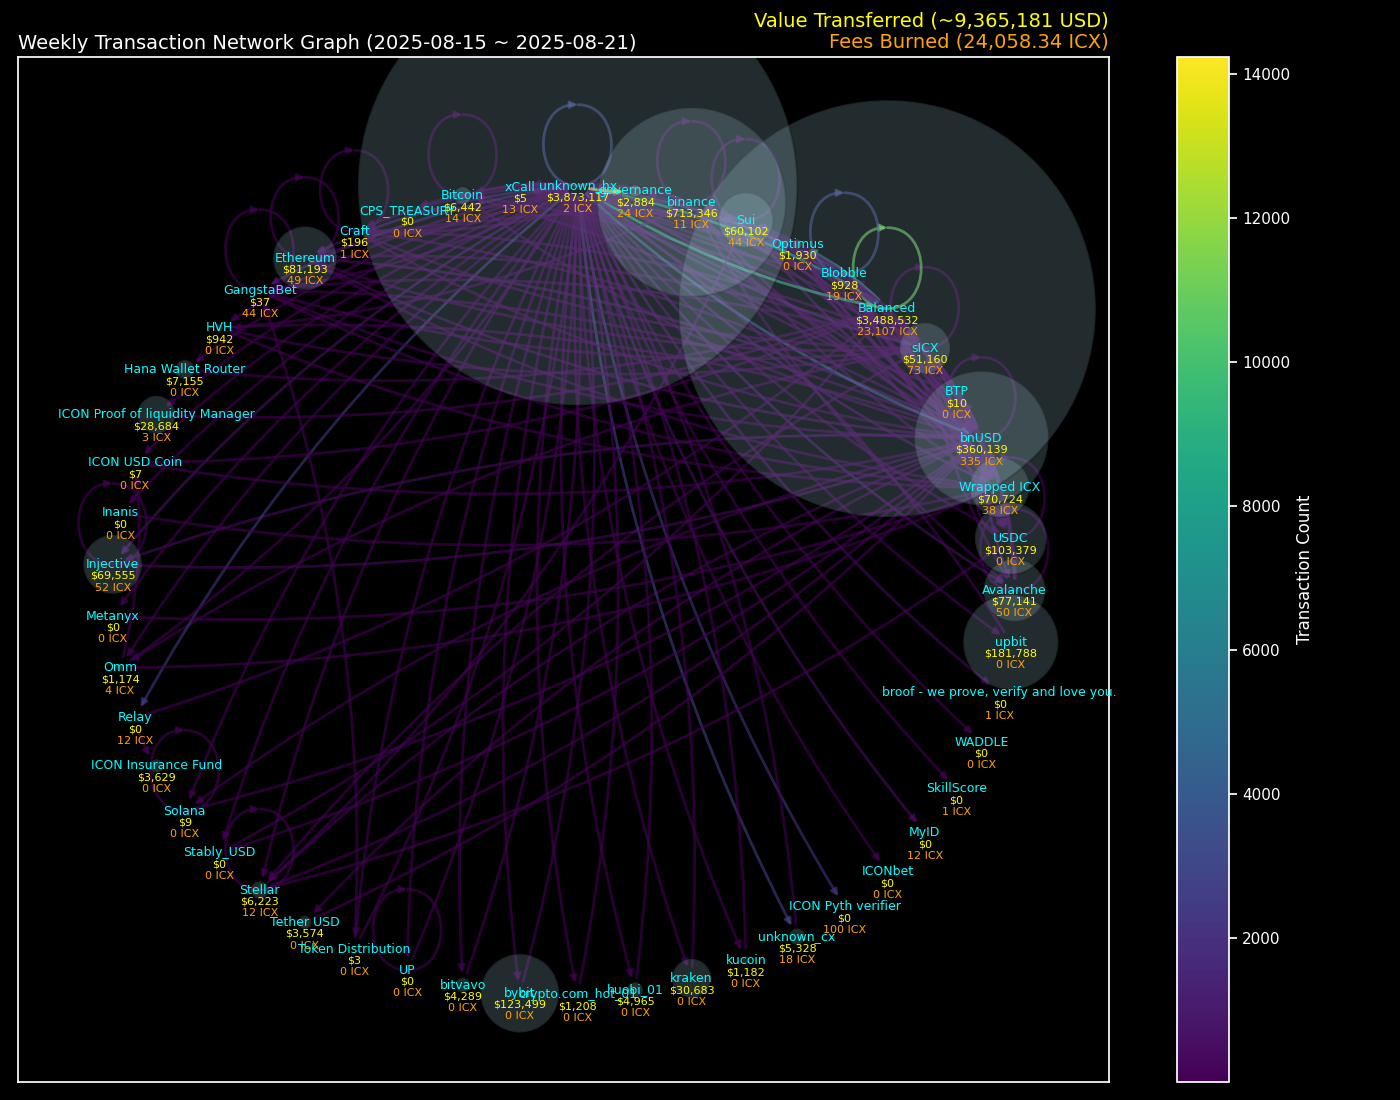 Value Transferred (~9,365,181 USD)
Weekly Transaction Network Graph (2025-08-15 ~ 2025-08-21)
Fees Burned (24,058.34 ICX)
unknown_hx
$3,873,117
2 ICX
governance
$2,884
24 ICX
binance
$713,346
11 ICX
Sui
$60,102
44 ICX
Optimus
$1,930
0 ICX
Blobble
$928
19 ICX
Balanced
$3,488,532
23,107 ICX
sICX
$51,160
73 ICX
BTP
$10
0 ICX
bnUSD
$360,139
335 ICX
Wrapped ICX
$70,724
38 ICX
USDC
$103,379
0 ICX
Avalanche
$77,141
50 ICX
upbit
$181,788
0 ICX
broof - we prove, verify and love you.
$0
1 ICX
WADDLE
$0
0 ICX
SkillScore
$0
1 ICX
MyID
$0
12 ICX
ICONbet
$0
0 ICX
ICON Pyth verifier
$0
100 ICX
unknown_cx
$5,328
18 ICX
kucoin
$1,182
0 ICX
kraken
$30,683
0 ICX
huobi_01
$4,965
0 ICX
crypto.com_hot_01
$1,208
0 ICX
bybit
$123,499
0 ICX
bitvavo
$4,289
0 ICX
UP
$0
0 ICX
Token Distribution
$3
0 ICX
Tether USD
$3,574
0 ICX
Stellar
$6,223
12 ICX
Stably_USD
$0
0 ICX
Solana
$9
0 ICX
ICON Insurance Fund
$3,629
0 ICX
Relay
$0
12 ICX
Omm
$1,174
4 ICX
Metanyx
$0
0 ICX
Injective
$69,555
52 ICX
Inanis
$0
0 ICX
ICON USD Coin
$7
0 ICX
ICON Proof of liquidity Manager
$28,684
3 ICX
Hana Wallet Router
$7,155
0 ICX
HVH
$942
0 ICX
GangstaBet
$37
44 ICX
Ethereum
$81,193
49 ICX
Craft
$196
1 ICX
CPS_TREASURY
$0
0 ICX
Bitcoin
$6,442
14 ICX
xCall
$5
13 ICX
14000
12000
10000
8000
6000
4000
2000
Transaction Count